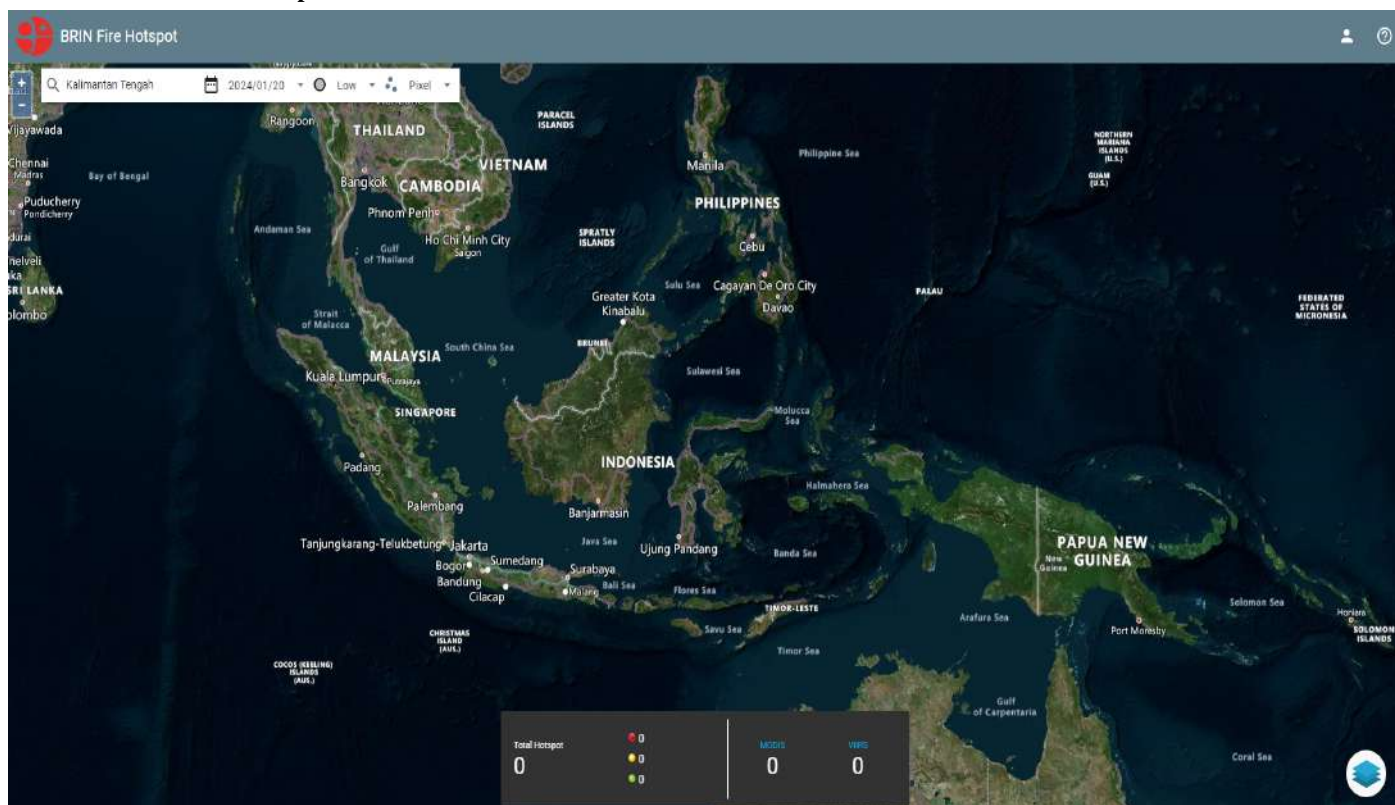 BRIN Fire Hotspot
Kalimantan Tengah
2024/01/20
Low
Pixel
+
-
Vijayawada
Rangoon
THAILAND
PARACEL
ISLANDS
VIETNAM
Chennai
Madras
Bay of Bengal
Bangkok
CAMBODIA
Manila
Philippine Sea
NORTHERN
MARIANA
ISLANDS
(U.S.)
GUAM
(U.S.)
Puducherry
Pondicherry
Phnom Penh
PHILIPPINES
Andaman Sea
Gulf
of Thailand
Ho Chi Minh City
Saigon
SPRATLY
ISLANDS
Cebu
SRI LANKA
Sulu Sea
Cagayan De Oro City
Davao
PALAU
FEDERATED
STATES OF
MICRONESIA
Greater Kota
Kinabalu
Strait
of Malacca
MALAYSIA
South China Sea
BRUNEI
Kuala Lumpur
Putrajaya
Sulawesi Sea
SINGAPORE
Molucca
Sea
Padang
INDONESIA
Halmahera Sea
Palembang
Banjarmasin
Tanjungkarang-Telukbetung
Jakarta
Java Sea
Ujung Pandang
Banda Sea
PAPUA NEW
GUINEA
New
Guinea
Bogor
Sumedang
Bandung
Surabaya
Cilacap
Malang
Bali Sea
Flores Sea
TIMOR-LESTE
Savu Sea
Arafura Sea
Port Moresby
Solomon Sea
Honiara
SOLOMON
ISLANDS
CHRISTMAS
ISLAND
(AUS.)
COCOS (KEELING)
ISLANDS
(AUS.)
Timor Sea
Gulf
of Carpentaria
Coral Sea
Total Hotspot
0
0
0
0
MODIS
0
VIIRS
0